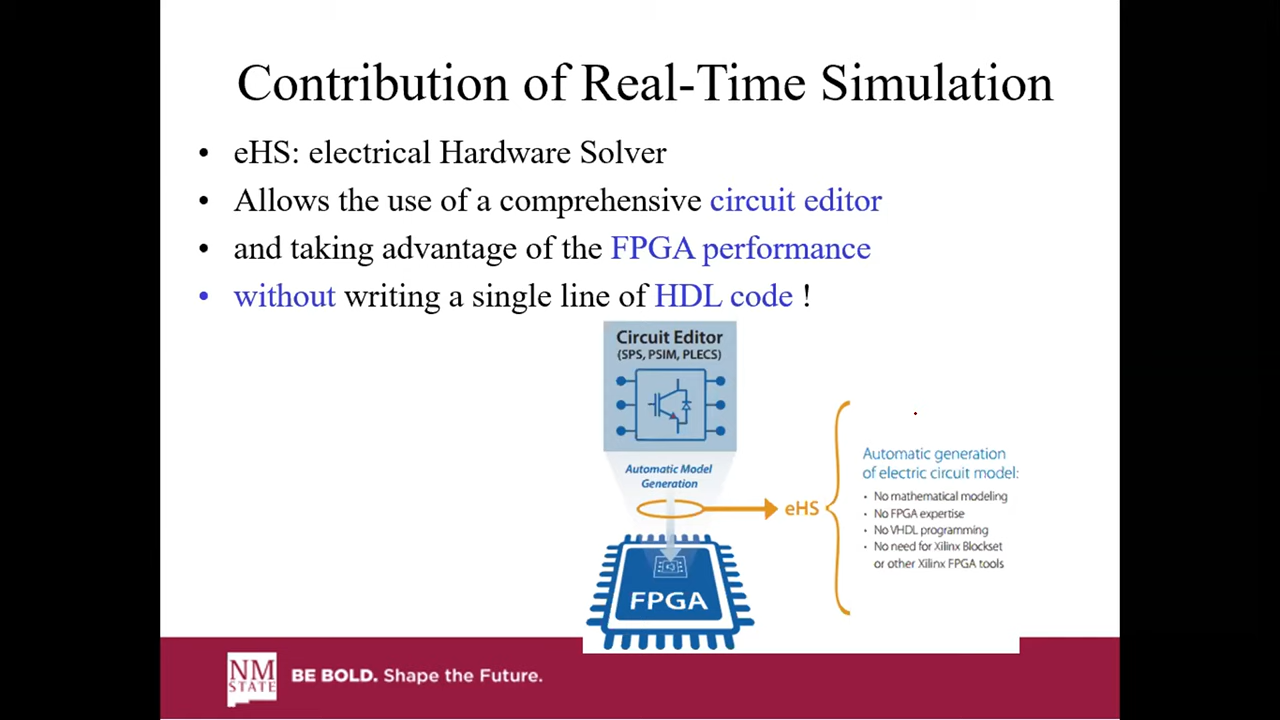 Contribution of Real-Time Simulation
• eHS: electrical Hardware Solver
• Allows the use of a comprehensive circuit editor
• and taking advantage of the FPGA performance
• without writing a single line of HDL code !
Circuit Editor
(SPS, PSIM, PLECS)
Automatic Model
Generation
eHS
Automatic generation
of electric circuit model:
• No mathematical modeling
• No FPGA expertise
• No VHDL programming
• No need for Xilinx Blockset
or other Xilinx FPGA tools
FPGA
NM
STATE
BE BOLD. Shape the Future.